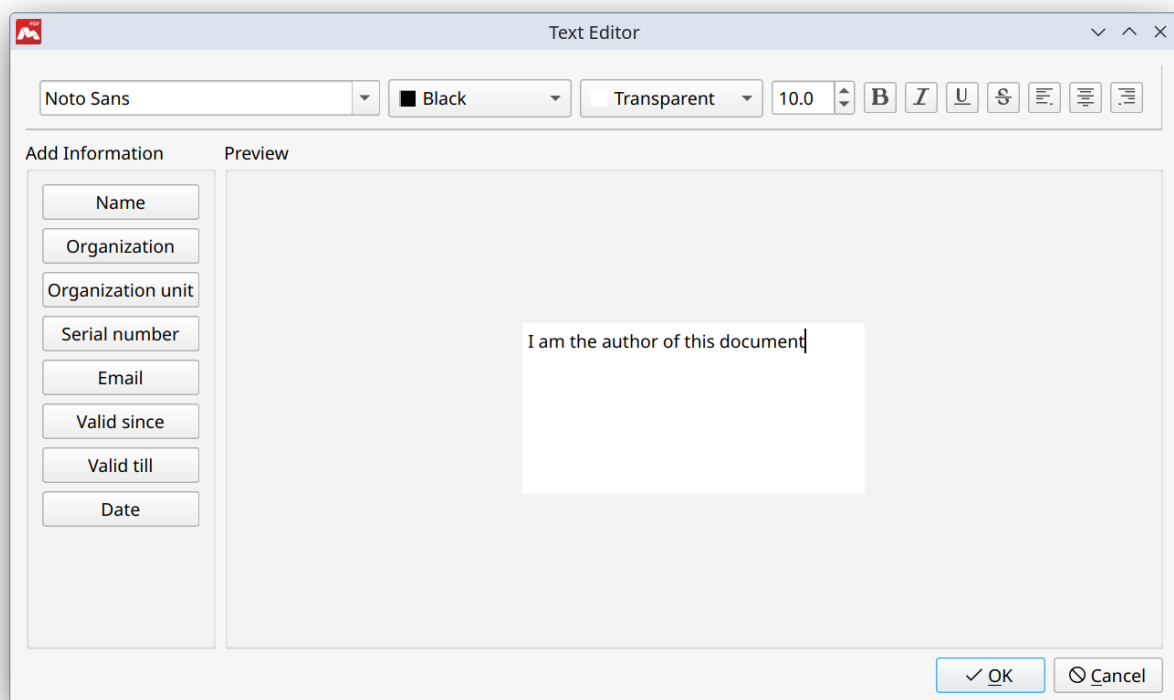 PDF
Text Editor
Noto Sans
Black
Transparent
10.0
B I U S
Add Information
Preview
Name
Organization
Organization unit
Serial number
Email
Valid since
Valid till
Date
I am the author of this document
OK
Cancel